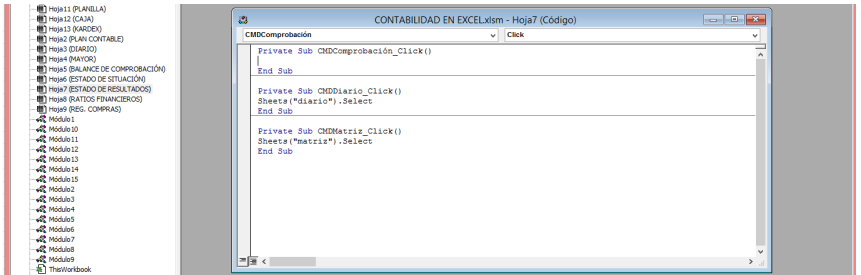 Hoja11 (PLANILLA)
Hoja12 (CAJA)
Hoja13 (KARDEX)
Hoja2 (PLAN CONTABLE)
Hoja3 (DIARIO)
Hoja4 (MAYOR)
Hoja5 (BALANCE DE COMPROBACIÓN)
Hoja6 (ESTADO DE SITUACIÓN)
Hoja7 (ESTADO DE RESULTADOS)
Hoja8 (RATIOS FINANCIEROS)
Hoja9 (REG. COMPRAS)
Módulo1
Módulo10
Módulo11
Módulo12
Módulo13
Módulo14
Módulo15
Módulo2
Módulo3
Módulo4
Módulo5
Módulo6
Módulo7
Módulo8
Módulo9
ThisWorkbook
CONTABILIDAD EN EXCEL.xlsm - Hoja7 (Código)
CMDComprobación
Click
Private Sub CMDComprobación_Click()
End Sub
Private Sub CMDDiario_Click()
Sheets("diario").Select
End Sub
Private Sub CMDMatriz_Click()
Sheets("matriz").Select
End Sub